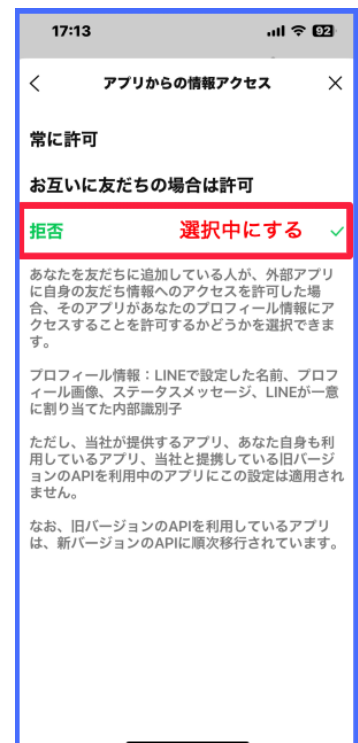 17:13 92
アプリからの情報アクセス
常に許可
お互いに友だちの場合は許可
拒否 選択中にする
あなたを友だちに追加している人が、外部アプリ
に自身の友だち情報へのアクセスを許可した場
合、そのアプリがあなたのプロフィール情報にア
クセスすることを許可するかどうかを選択できま
す。
プロフィール情報：LINEで設定した名前、プロフ
ィール画像、ステータスメッセージ、LINEが一意
に割り当てた内部識別子
ただし、当社が提供するアプリ、あなた自身も利
用しているアプリ、当社と提携している旧バージ
ョンのAPIを利用中のアプリにこの設定は適用され
ません。
なお、旧バージョンのAPIを利用しているアプリ
は、新バージョンのAPIに順次移行されています。